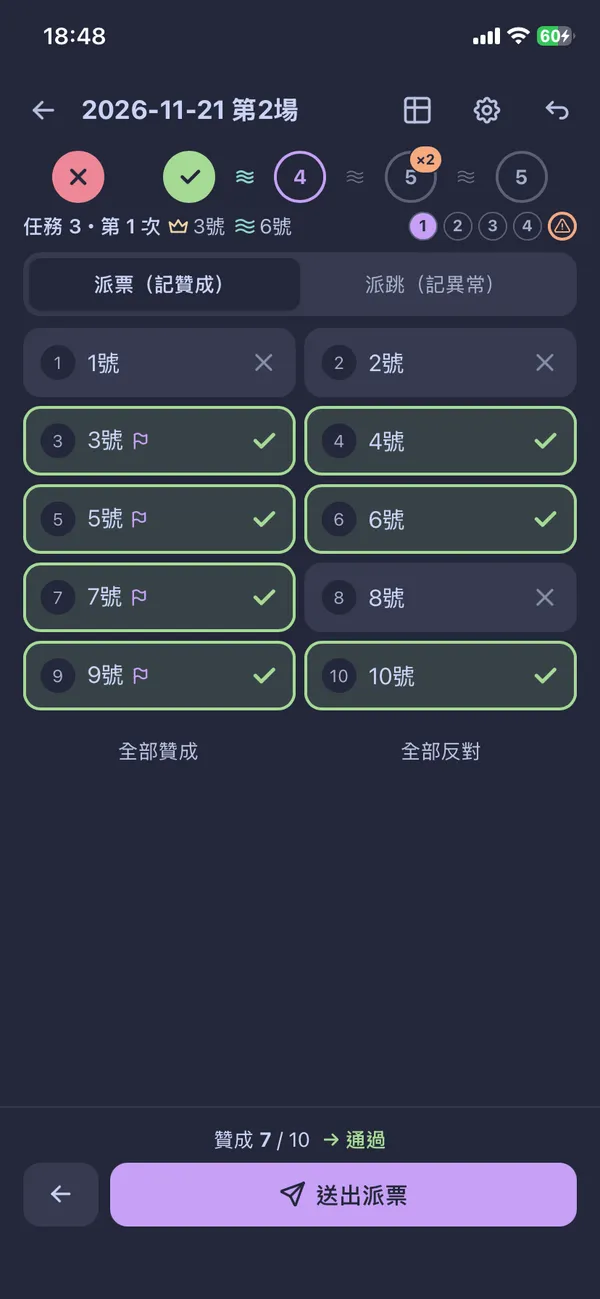 18:48
60
2026-11-21 第2場
4
5
×2
5
任務 3・第 1 次 3號 6號
1 2 3 4
派票（記贊成）
派跳（記異常）
1 1號
2 2號
3 3號
4 4號
5 5號
6 6號
7 7號
8 8號
9 9號
10 10號
全部贊成
全部反對
贊成 7 / 10 → 通過
送出派票